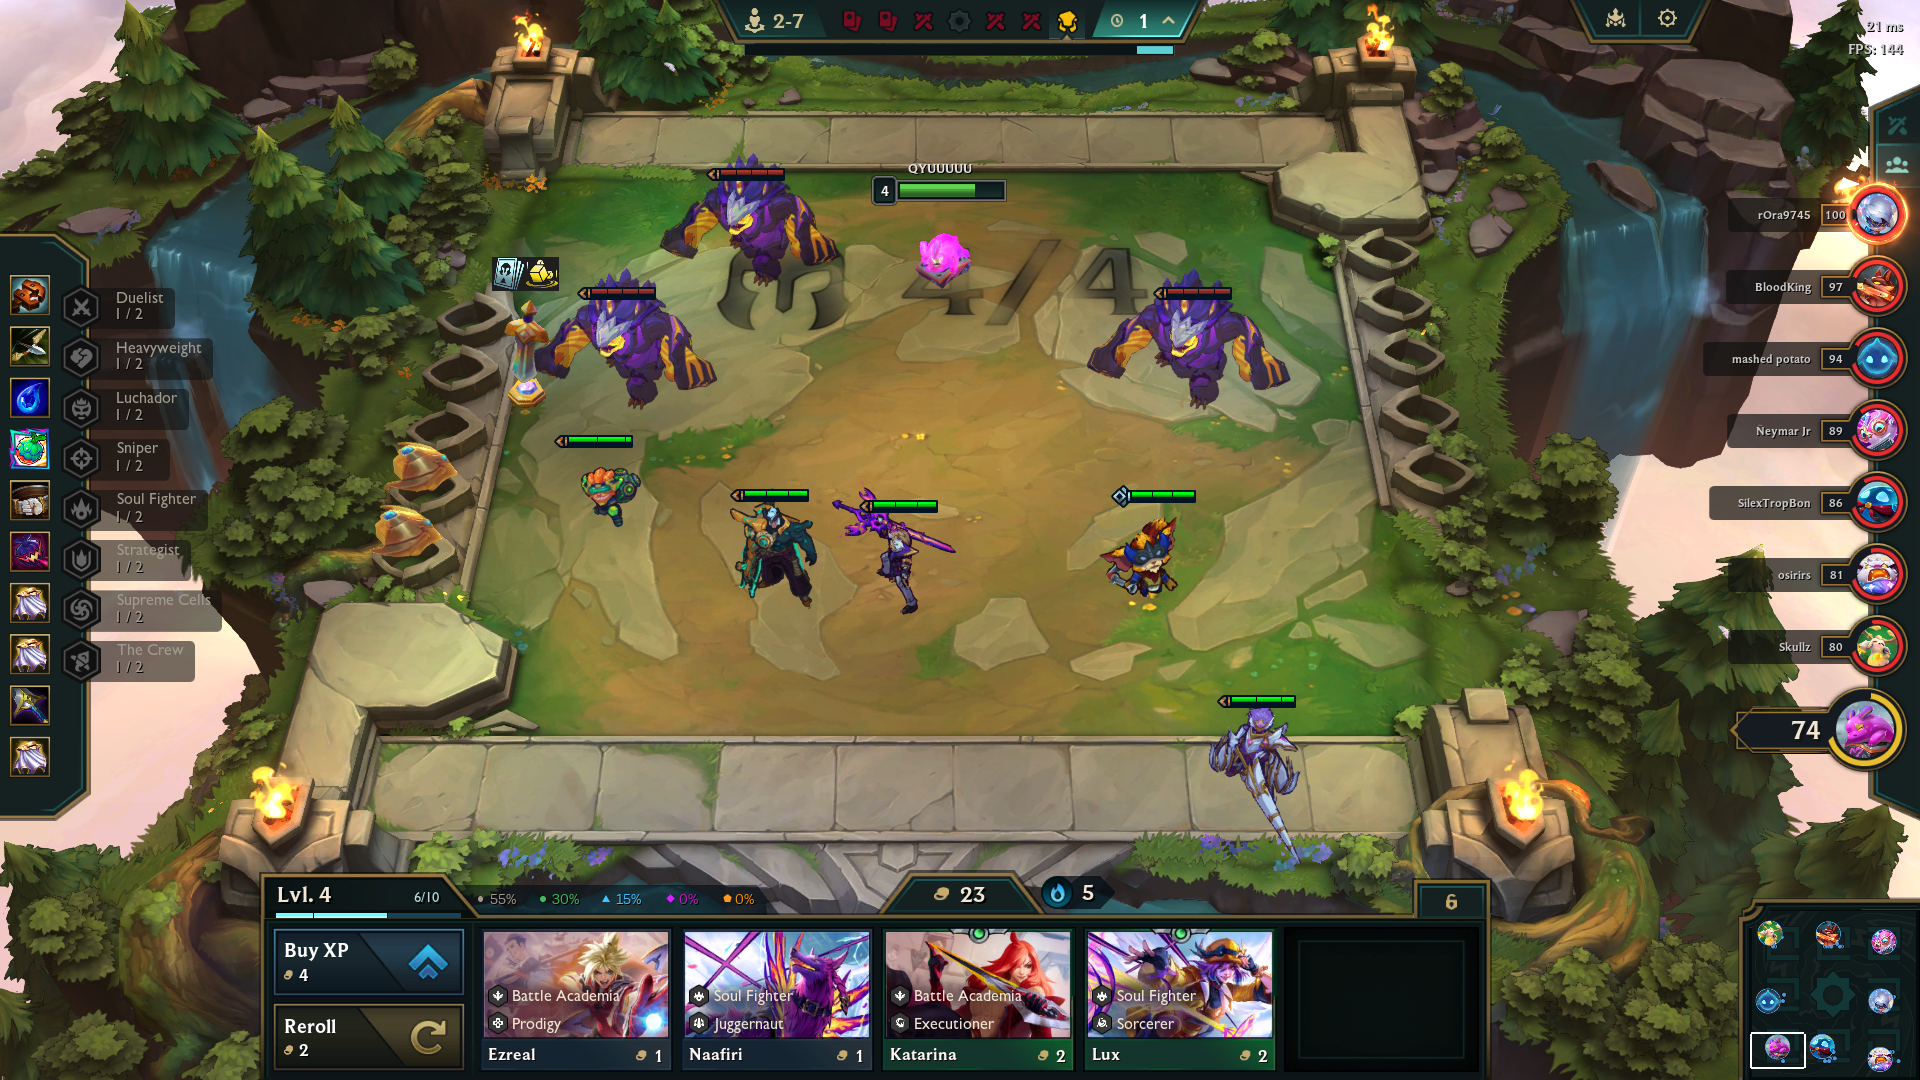 2-7
1
21 ms
FPS: 144
QYUUUUU
4
4/4
rOra9745 100
BloodKing 97
mashed potato 94
Neymar Jr 89
SilexTropBon 86
osirirs 81
Skullz 80
74
Duelist
1 / 2
Heavyweight
1 / 2
Luchador
1 / 2
Sniper
1 / 2
Soul Fighter
1 / 2
Strategist
1 / 2
Supreme Cells
1 / 2
The Crew
1 / 2
Lvl. 4 6/10
55% 30% 15% 0% 0%
23
5
6
Buy XP
4
Reroll
2
Battle Academia
Prodigy
Ezreal 1
Soul Fighter
Juggernaut
Naafiri 1
Battle Academia
Executioner
Katarina 2
Soul Fighter
Sorcerer
Lux 2